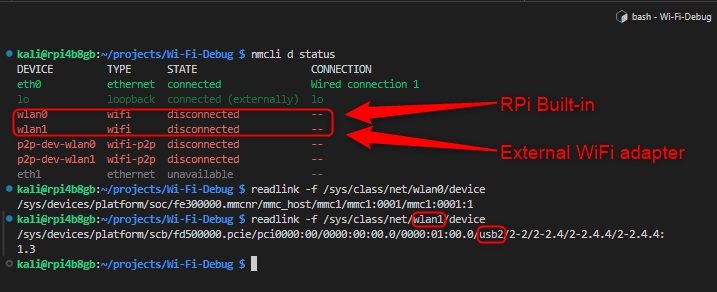 bash - Wi-Fi-Debug
kali@rpi4b8gb:~/projects/Wi-Fi-Debug $ nmcli d status
DEVICE TYPE STATE CONNECTION
eth0 ethernet connected Wired connection 1
lo loopback connected (externally) lo
wlan0 wifi disconnected --
RPi Built-in
wlan1 wifi disconnected --
p2p-dev-wlan0 wifi-p2p disconnected --
External WiFi adapter
p2p-dev-wlan1 wifi-p2p disconnected --
eth1 ethernet unavailable --
kali@rpi4b8gb:~/projects/Wi-Fi-Debug $ readlink -f /sys/class/net/wlan0/device
/sys/devices/platform/soc/fe300000.mmcnr/mmc_host/mmc1/mmc1:0001/mmc1:0001:1
kali@rpi4b8gb:~/projects/Wi-Fi-Debug $ readlink -f /sys/class/net/wlan1/device
/sys/devices/platform/scb/fd500000.pcie/pci0000:00/0000:00:00.0/0000:01:00.0/usb2/2-2/2-2.4/2-2.4.4/2-2.4.4:
1.3
kali@rpi4b8gb:~/projects/Wi-Fi-Debug $